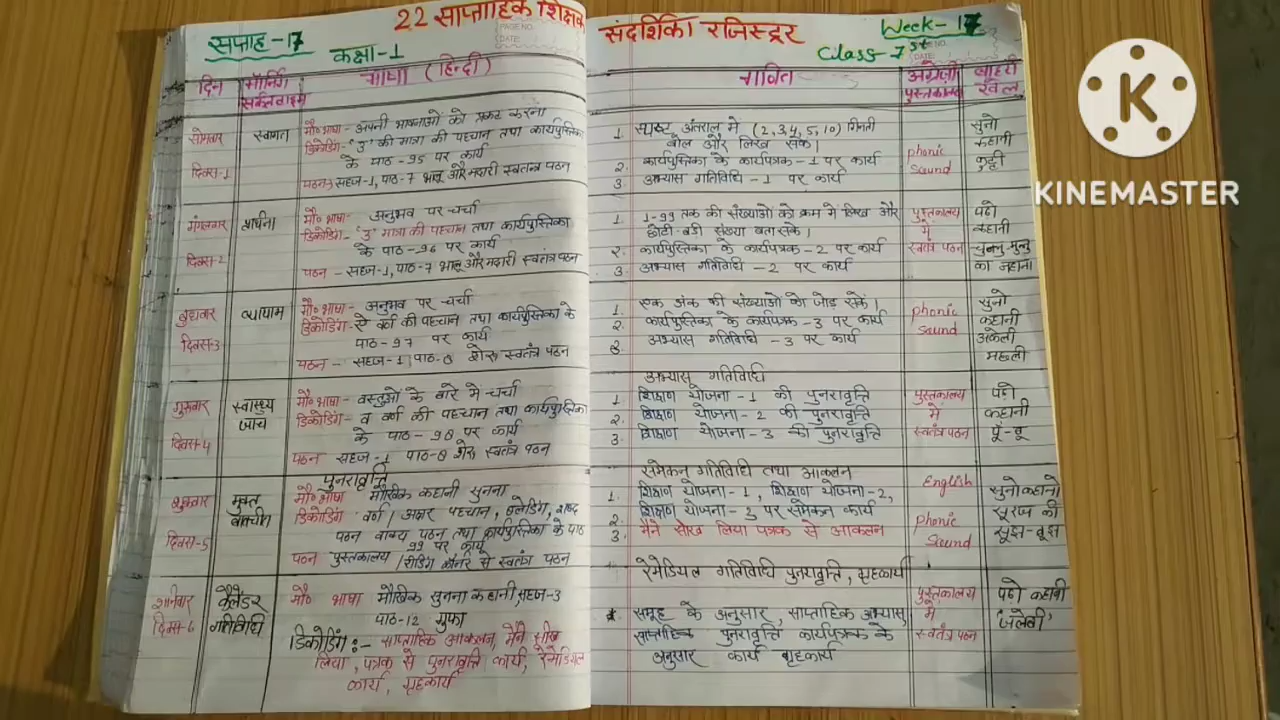 22 साप्ताहिक शिक्षक संदर्शिका रजिस्ट्रर
सप्ताह-17 कक्षा-1
Class-1st Week-17
दिन मॉर्निंग भाषा (हिन्दी) गणित अंग्रेजी बाहरी
पुस्तकालय खेल
सोमवार
दिवस-1
मौ० भाषा- अपनी भावनाओं को प्रकट करना
डिकोडिंग- की मात्रा की पहचान तथा कार्यपुस्तिका
के पाठ-95 पर कार्य
पठन- सहज-1, पाठ-7 भालू और मदारी स्वतंत्र पठन
1. स्पष्ट अंतराल में (2,3,4,5,10) गिनती
बोल और लिख सके।
2. कार्यपुस्तिका के कार्यपत्रक-1 पर कार्य
3. अभ्यास गतिविधि-1 पर कार्य
phonic
saund
सुनो
कहानी
मंगलवार
दिवस-2
प्रार्थना
मौ० भाषा- अनुभव पर चर्चा
डिकोडिंग- मात्रा की पहचान तथा कार्यपुस्तिका
के पाठ-96 पर कार्य
पठन - सहज-1, पाठ-7 भालू और मदारी स्वतंत्र पठन
1. 1-99 तक की संख्याओं को क्रम में लिख और
छोटी-बड़ी संख्या बता सके।
2. कार्यपुस्तिका के कार्यपत्रक-2 पर कार्य
3. अभ्यास गतिविधि -2 पर कार्य
पुस्तकालय
में
स्वतंत्र पठन
पढ़ो
कहानी
चुन्नु-मुन्नु
का नहाना
बुधवार
दिवस-3
व्यायाम
मौ० भाषा- अनुभव पर चर्चा
डिकोडिंग- वर्ण की पहचान तथा कार्यपुस्तिका के
पाठ-97 पर कार्य
पठन - सहज-1, पाठ-8 शेरू स्वतंत्र पठन
1. एक अंक की संख्याओं को जोड़ सकें।
2. कार्यपुस्तिका के कार्यपत्रक -3 पर कार्य
3. अभ्यास गतिविधि -3 पर कार्य
phonic
saund
सुनो
कहानी
अकेली
मछली
गुरुवार
दिवस-4
स्वास्थ्य
जाँच
मौ० भाषा- वस्तुओं के बारे में चर्चा
डिकोडिंग- व वर्ण की पहचान तथा कार्यपुस्तिका
के पाठ-98 पर कार्य
पठन सहज-1 पाठ-8 शेरू स्वतंत्र पठन
अभ्यास गतिविधि
1. शिक्षण योजना-1 की पुनरावृत्ति
2. शिक्षण योजना-2 की पुनरावृत्ति
3. शिक्षण योजना-3 की पुनरावृत्ति
पुस्तकालय
में
स्वतंत्र पठन
पढ़ो
कहानी
शुक्रवार
दिवस-5
मुक्त
पुनरावृत्ति
मौ० भाषा मौखिक कहानी सुनना
डिकोडिंग वर्ण/अक्षर पहचान, ब्लेंडिंग, शब्द
पठन वाक्य पठन तथा कार्यपुस्तिका के पाठ
99 पर कार्य
पठन पुस्तकालय/रीडिंग कॉर्नर से स्वतंत्र पठन
समेकन गतिविधि तथा आकलन
1. शिक्षण योजना-1, शिक्षण योजना-2,
2. शिक्षण योजना-3 पर समेकन कार्य
3. मैंने सीख लिया पत्रक से आकलन
English
phonic
saund
सुनो कहानी
सूरज की
सूझ-बूझ
शनिवार
दिवस-6
कैलेंडर
गतिविधि
मौ० भाषा मौखिक सुनना कहानी, सहज-3
पाठ-12 गुफा
डिकोडिंग:- साप्ताहिक आकलन, मैंने सीख
लिया, पत्रक से पुनरावृत्ति कार्य, रेमेडियल
कार्य, गृहकार्य
रेमेडियल गतिविधि पुनरावृत्ति, गृहकार्य
* समूह के अनुसार, साप्ताहिक अभ्यास,
साप्ताहिक पुनरावृत्ति कार्यपत्रक के
अनुसार कार्य गृहकार्य
पुस्तकालय
में
स्वतंत्र पठन
पढ़ो कहानी
'जलेबी'
K
KINEMASTER